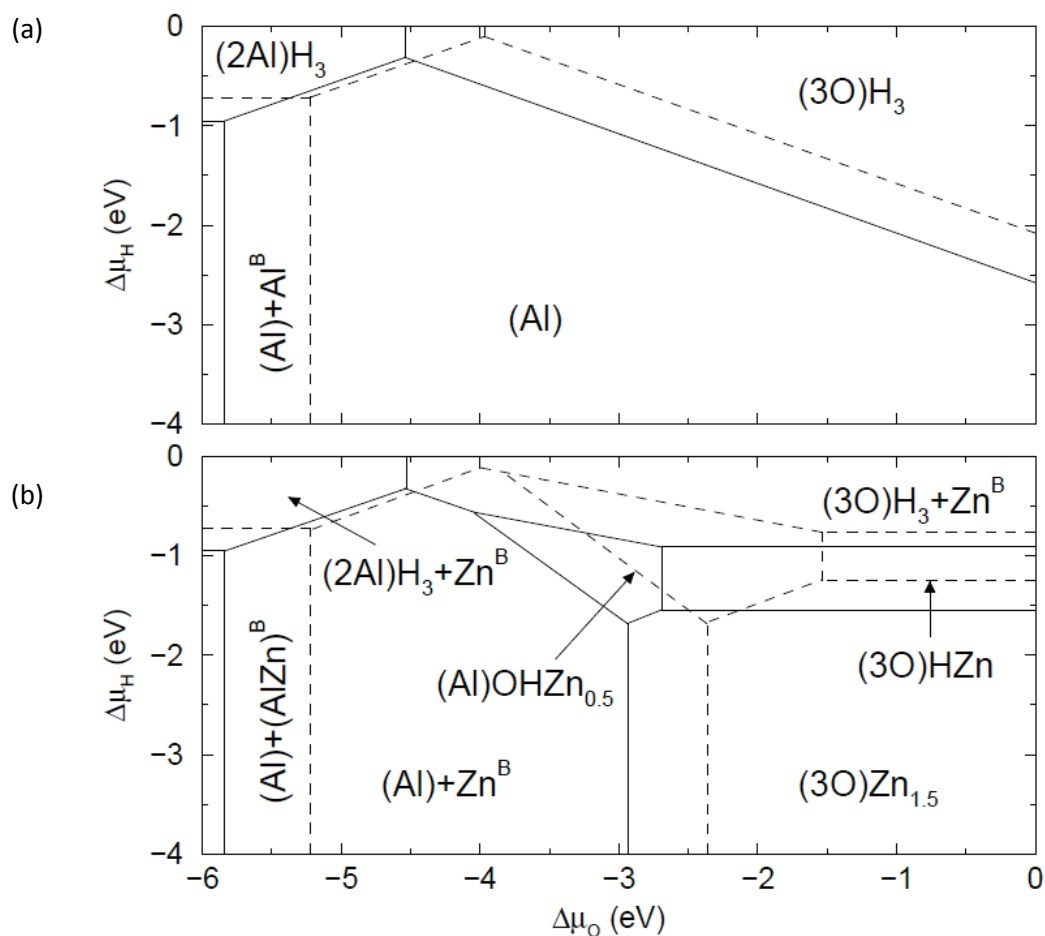 (a)
0
−1
−2
−3
−4
Δμ_H (eV)
(2Al)H₃
(3O)H₃
(Al)+Al^B
(Al)
(b)
0
−1
−2
−3
−4
Δμ_H (eV)
(3O)H₃+Zn^B
(2Al)H₃+Zn^B
(Al)OHZn₀.₅
(3O)HZn
(Al)+(AlZn)^B
(Al)+Zn^B
(3O)Zn₁.₅
−6 −5 −4 −3 −2 −1 0
Δμ_O (eV)